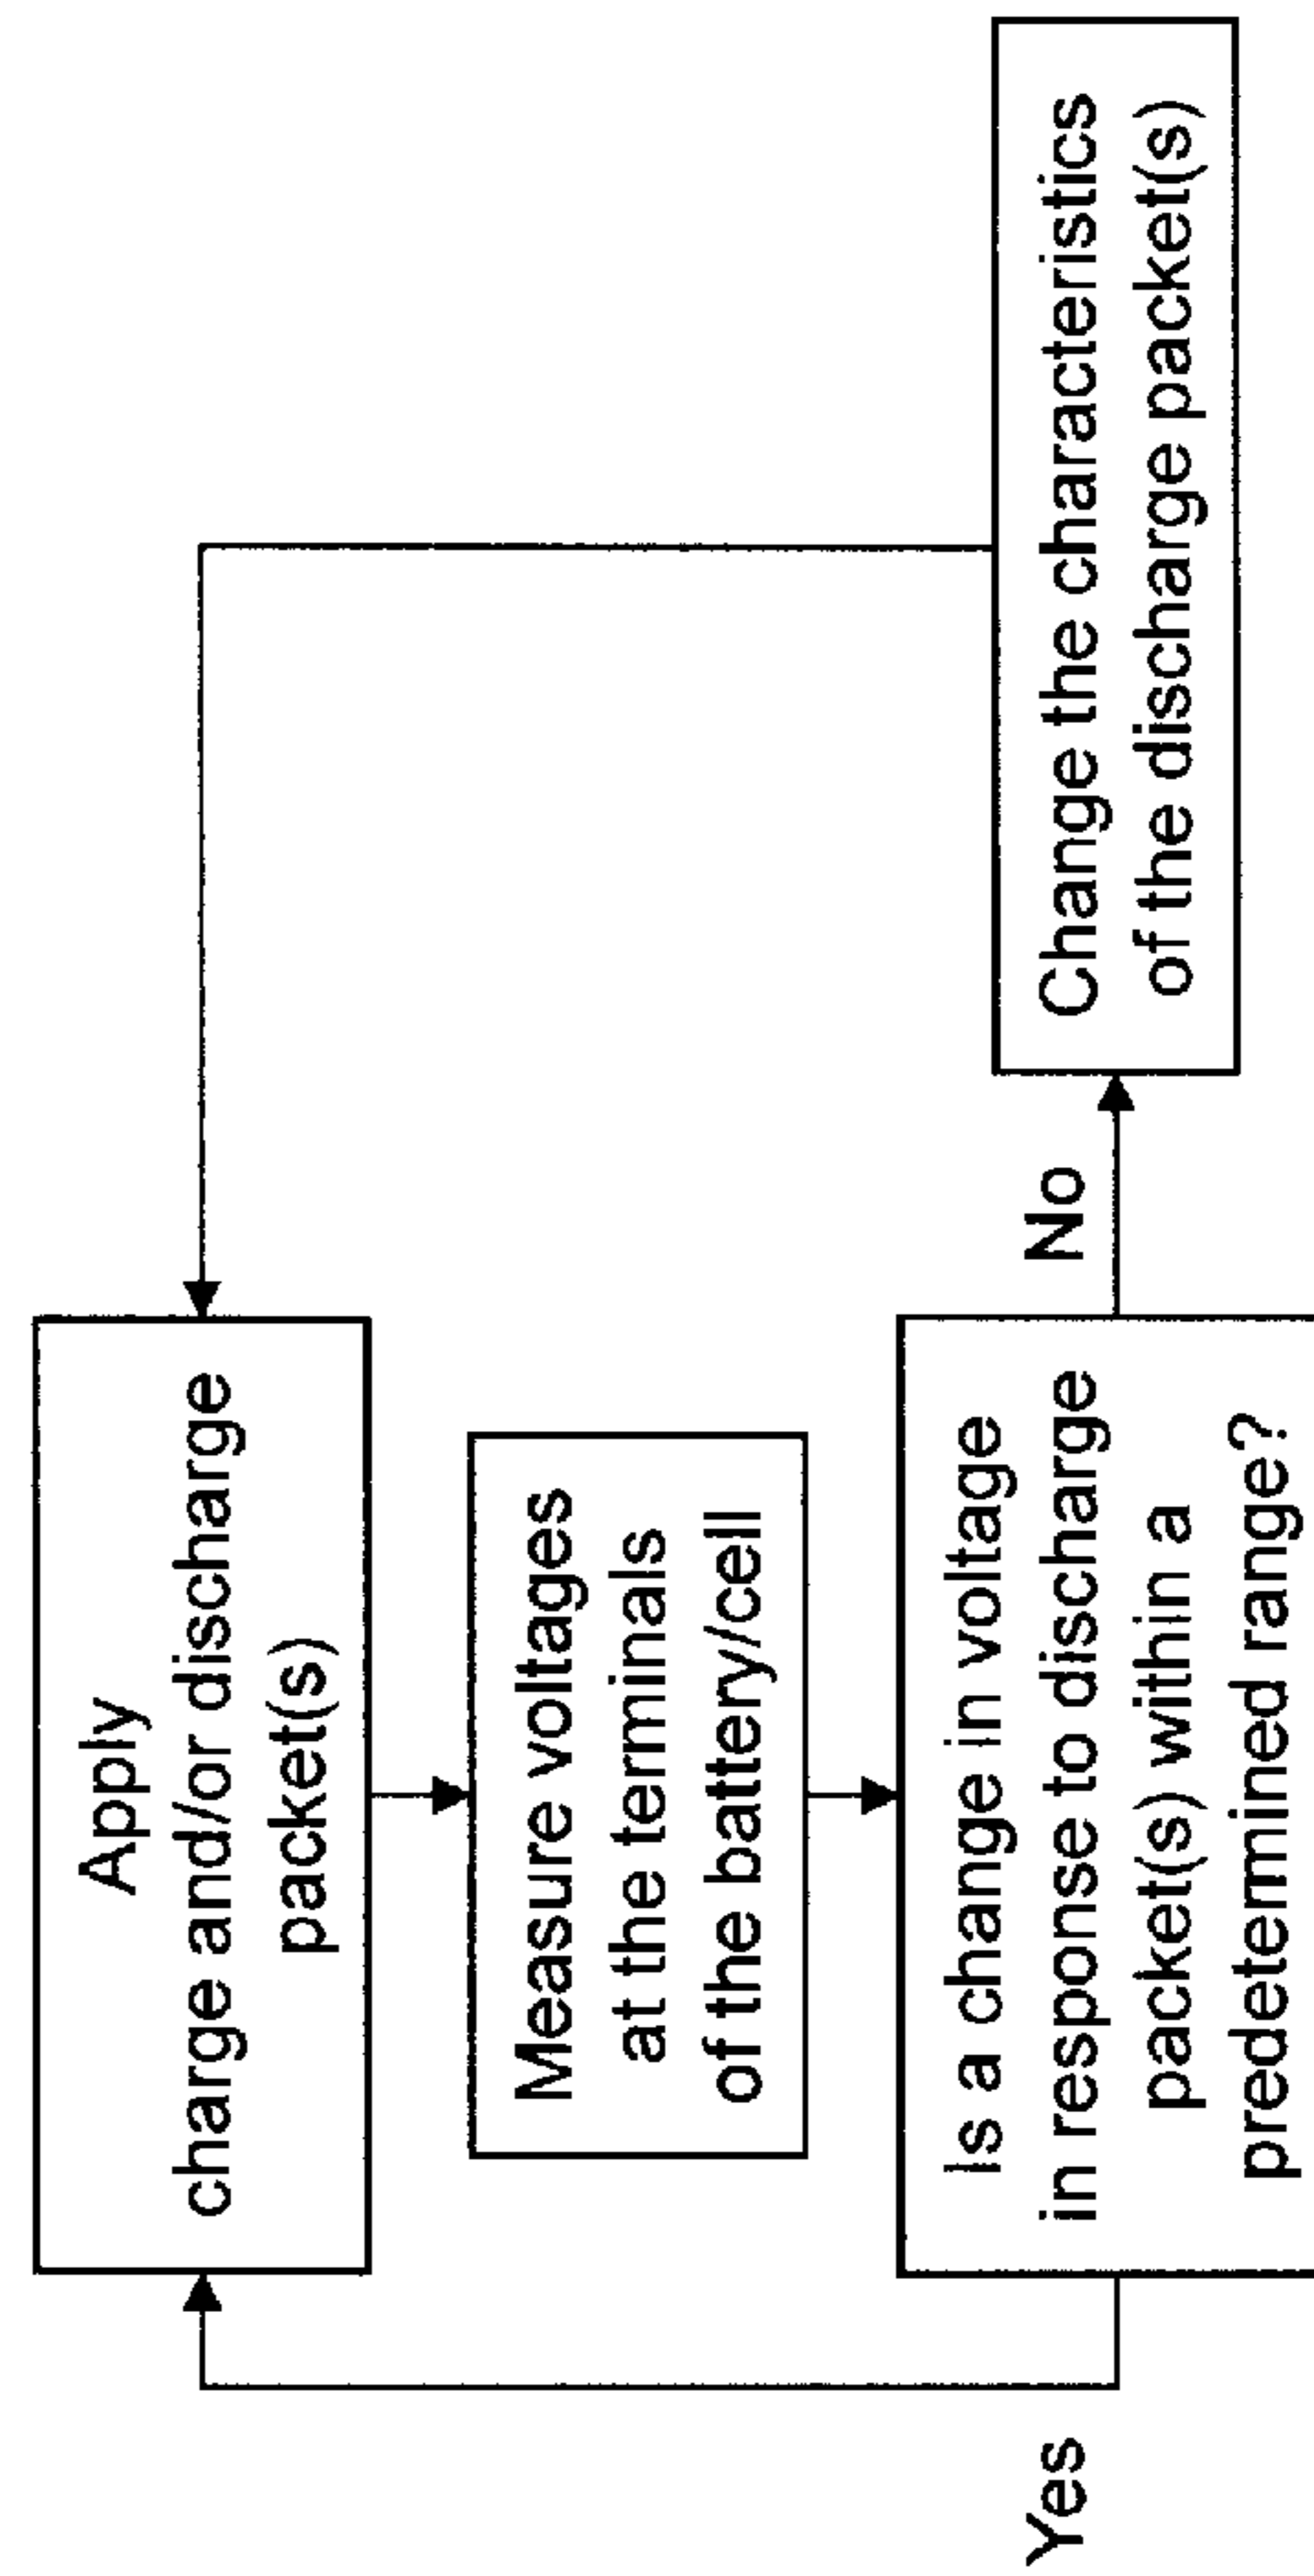 Apply
charge and/or discharge
packet(s)
Measure voltages
at the terminals
of the battery/cell
Is a change in voltage
in response to discharge
packet(s) within a
predetermined range?
Yes
No
Change the characteristics
of the discharge packet(s)